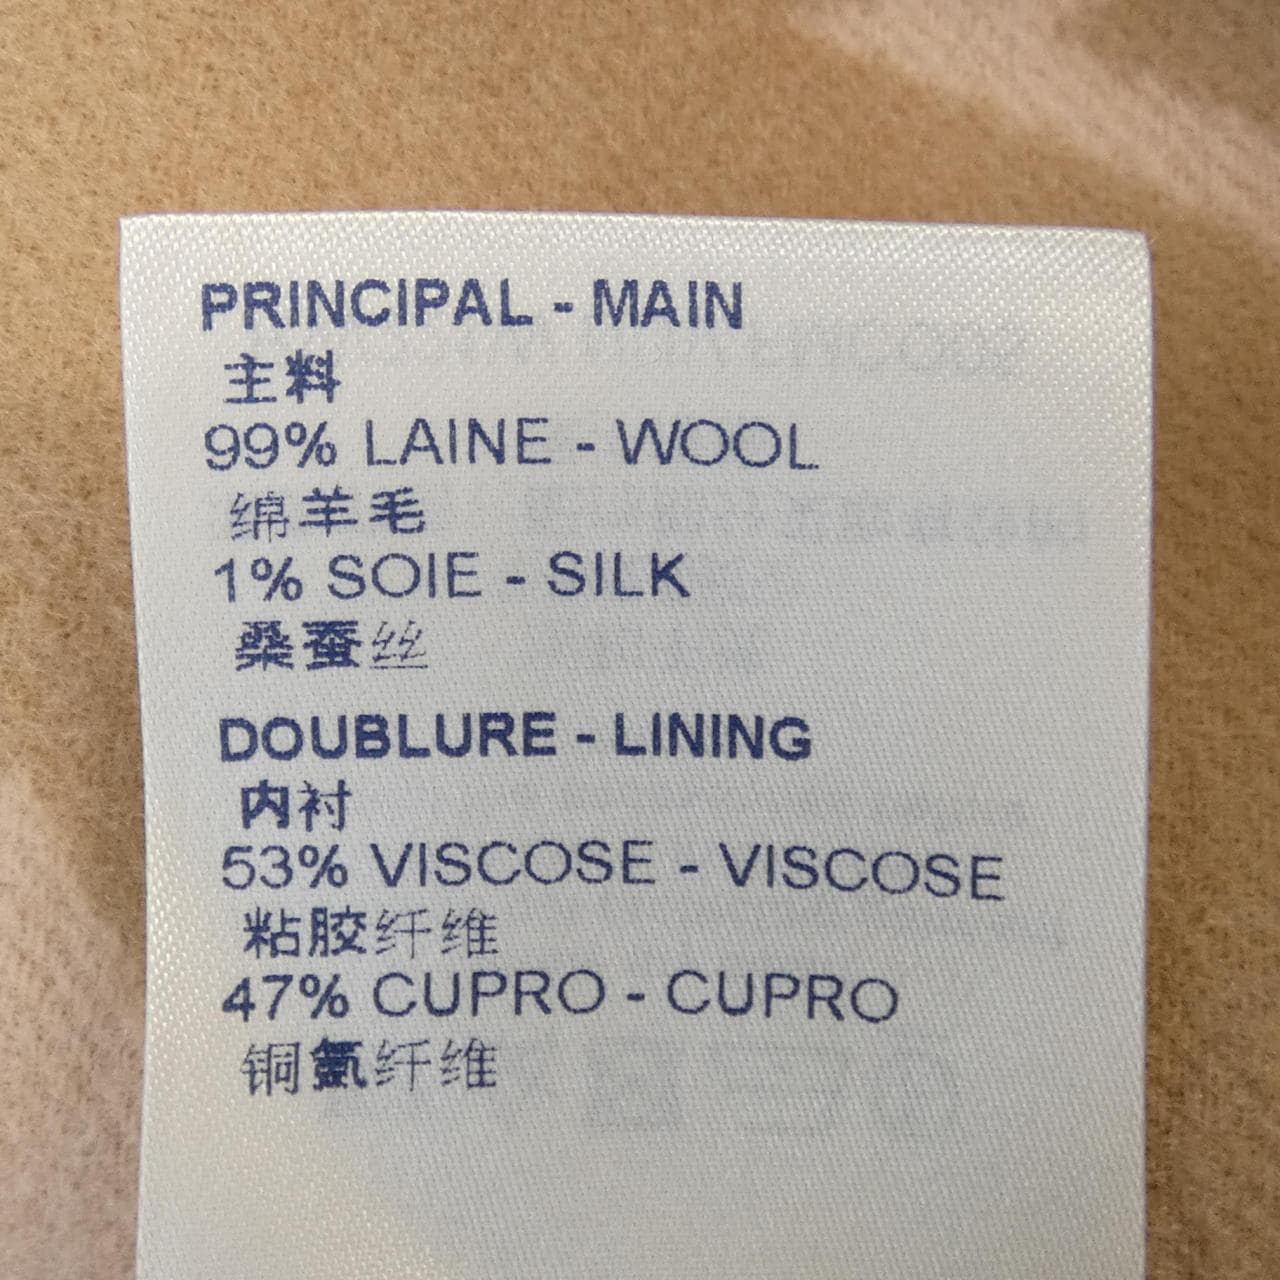 PRINCIPAL - MAIN
主料
99% LAINE - WOOL
绵羊毛
1% SOIE - SILK
桑蚕丝
DOUBLURE - LINING
内衬
53% VISCOSE - VISCOSE
粘胶纤维
47% CUPRO - CUPRO
铜氨纤维